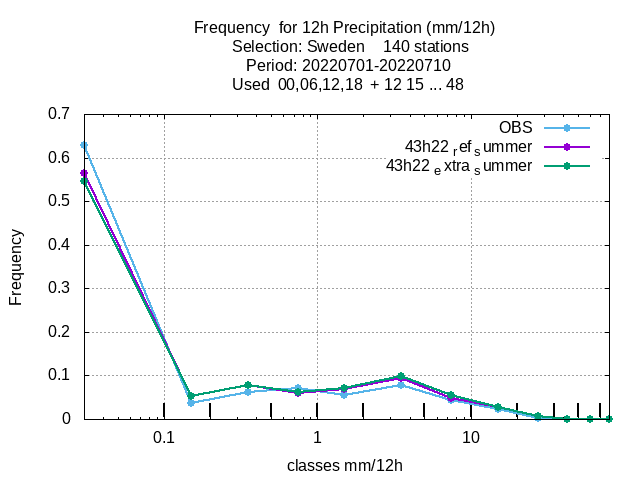 Frequency  for 12h Precipitation (mm/12h)
Selection: Sweden    140 stations
Period: 20220701-20220710
Used  00,06,12,18  + 12 15 ... 48
0.7
0.6
0.5
0.4
0.3
0.2
0.1
0
Frequency
OBS
43h22 ref summer
43h22 extra summer
0.1
1
10
classes mm/12h